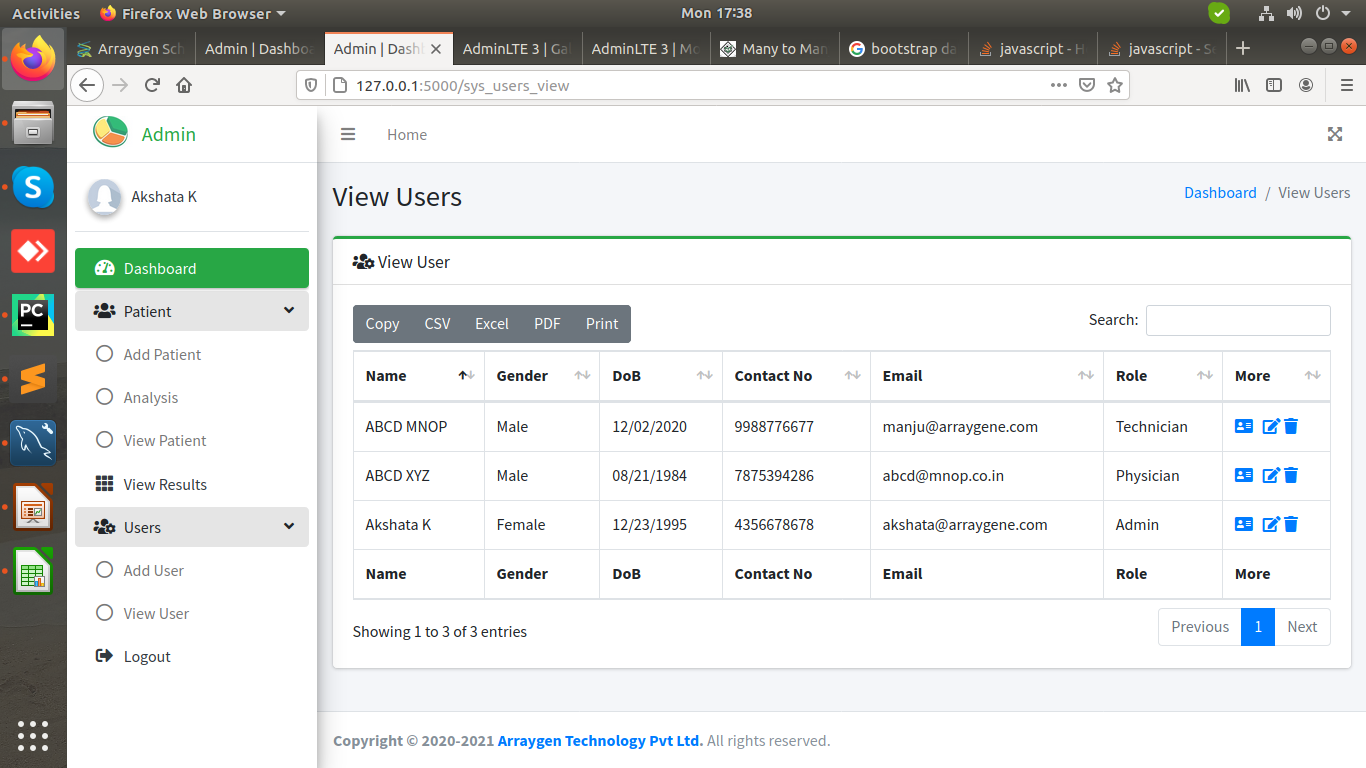 Activities Firefox Web Browser Mon 17:38
Arraygen Sch Admin | Dashboa Admin | Dash AdminLTE 3 | Ga AdminLTE 3 | Mo Many to Man bootstrap da javascript - H javascript - Se
127.0.0.1:5000/sys_users_view
Admin
Home
Akshata K
View Users
Dashboard / View Users
Dashboard
Patient
Add Patient
Analysis
View Patient
View Results
Users
Add User
View User
Logout
View User
Copy CSV Excel PDF Print
Search:
Name Gender DoB Contact No Email Role More
ABCD MNOP Male 12/02/2020 9988776677 manju@arraygene.com Technician
ABCD XYZ Male 08/21/1984 7875394286 abcd@mnop.co.in Physician
Akshata K Female 12/23/1995 4356678678 akshata@arraygene.com Admin
Name Gender DoB Contact No Email Role More
Showing 1 to 3 of 3 entries
Previous 1 Next
Copyright © 2020-2021 Arraygen Technology Pvt Ltd. All rights reserved.
S
PC